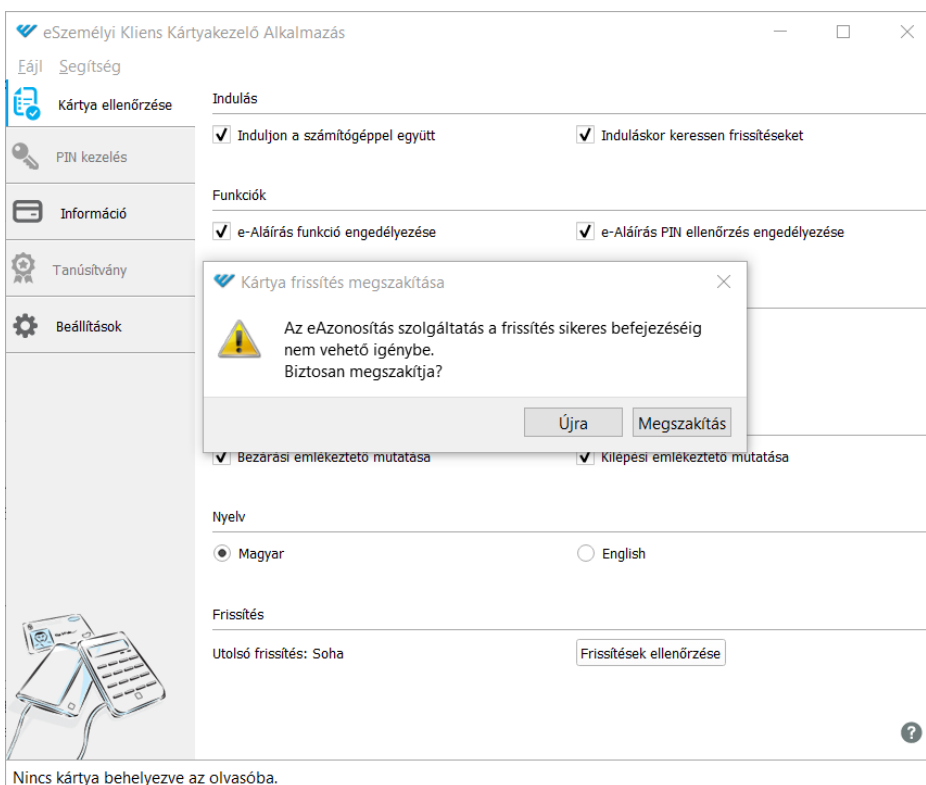 eSzemélyi Kliens Kártyakezelő Alkalmazás
Fájl Segítség
Kártya ellenőrzése
PIN kezelés
Információ
Tanúsítvány
Beállítások
Indulás
Induljon a számítógéppel együtt
Induláskor keressen frissítéseket
Funkciók
e-Aláírás funkció engedélyezése
e-Aláírás PIN ellenőrzés engedélyezése
Kártya frissítés megszakítása
Az eAzonosítás szolgáltatás a frissítés sikeres befejezéséig
nem vehető igénybe.
Biztosan megszakítja?
Újra
Megszakítás
Bezárási emlékeztető mutatása
Kilépési emlékeztető mutatása
Nyelv
Magyar
English
Frissítés
Utolsó frissítés: Soha
Frissítések ellenőrzése
Nincs kártya behelyezve az olvasóba.